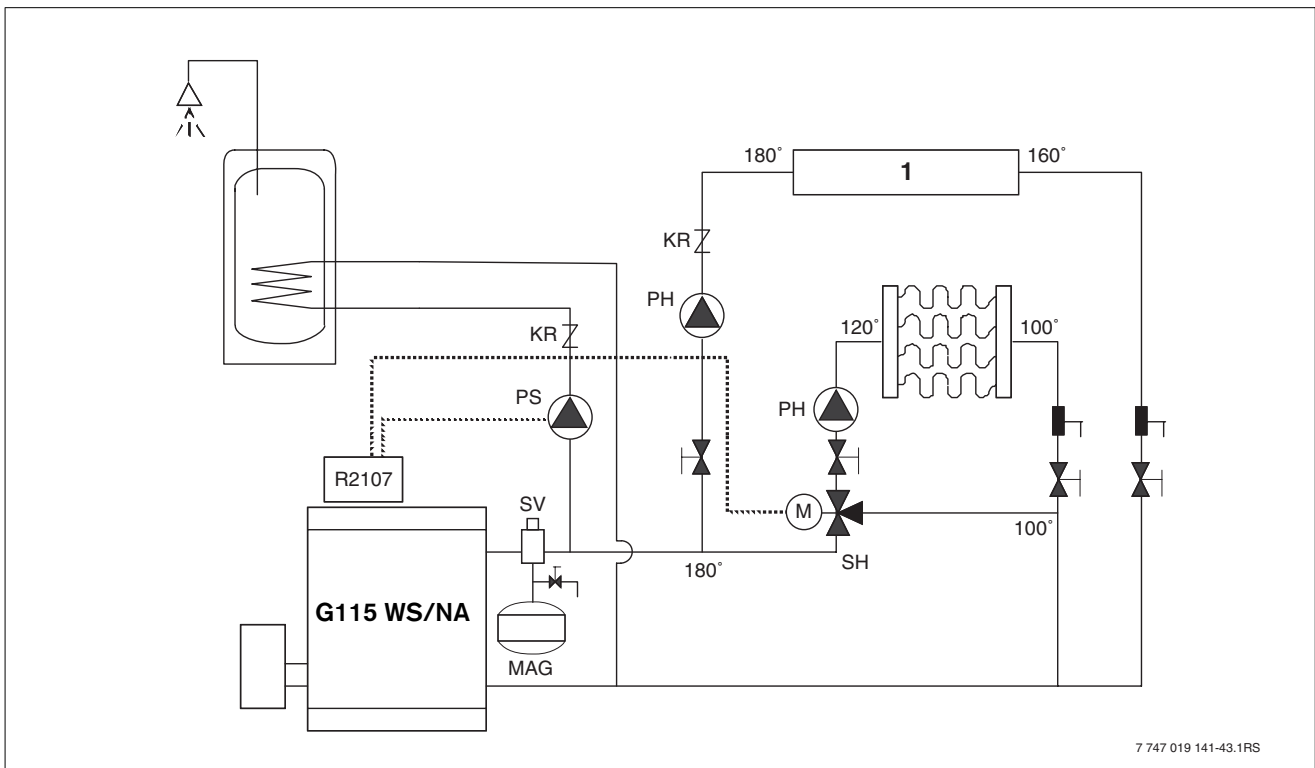 180°
1
160°
KR
PH
KR
120°
100°
PS
PH
R2107
SV
M
100°
180°
SH
G115 WS/NA
MAG
7 747 019 141-43.1RS